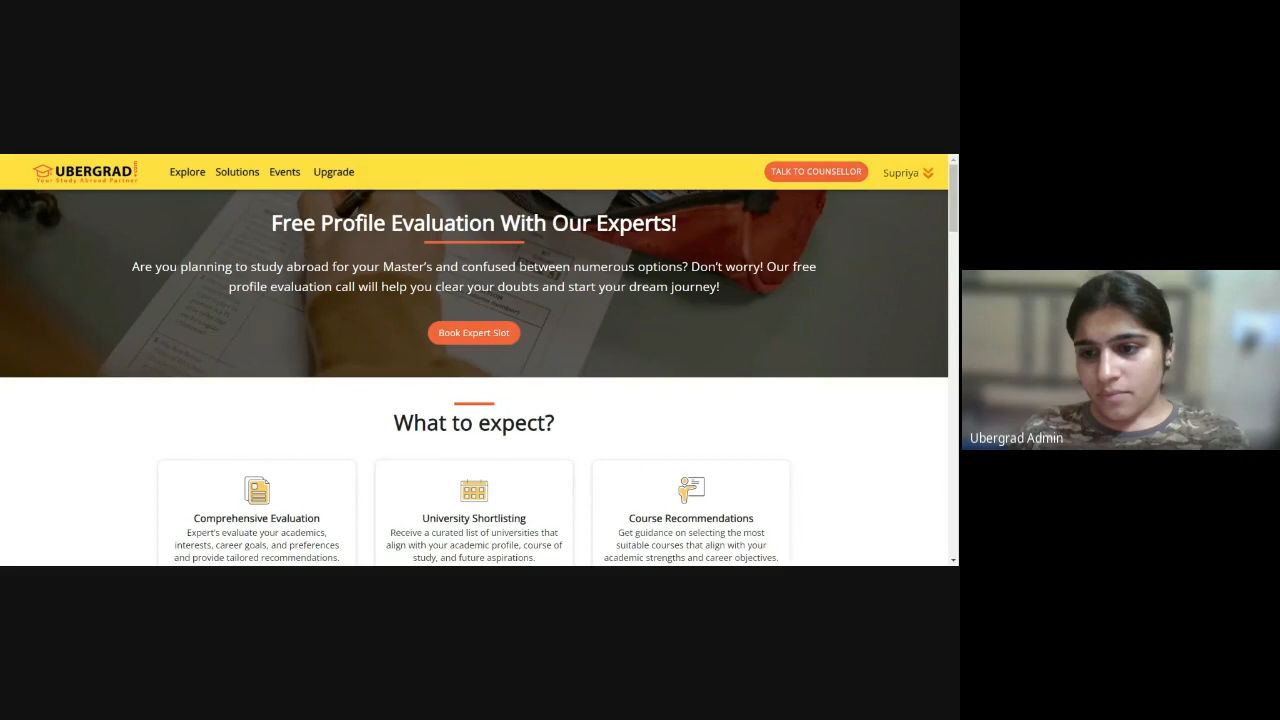 UBERGRAD.com
Your Study Abroad Partner
Explore Solutions Events Upgrade
TALK TO COUNSELLOR
Supriya
Free Profile Evaluation With Our Experts!
Are you planning to study abroad for your Master's and confused between numerous options? Don't worry! Our free
profile evaluation call will help you clear your doubts and start your dream journey!
Book Expert Slot
What to expect?
Comprehensive Evaluation
Expert's evaluate your academics,
interests, career goals, and preferences
and provide tailored recommendations.
University Shortlisting
Receive a curated list of universities that
align with your academic profile, course of
study, and future aspirations.
Course Recommendations
Get guidance on selecting the most
suitable courses that align with your
academic strengths and career objectives.
Ubergrad Admin